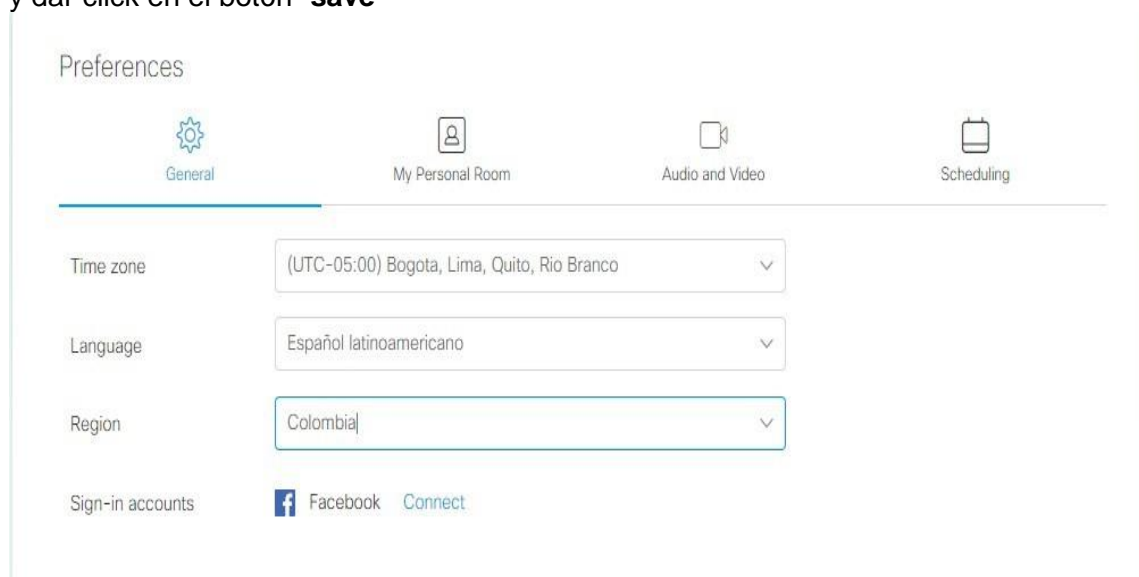 y dar click en el botón "save"
Preferences
General
My Personal Room
Audio and Video
Scheduling
Time zone
(UTC-05:00) Bogota, Lima, Quito, Rio Branco
Language
Español latinoamericano
Region
Colombia
Sign-in accounts
Facebook Connect